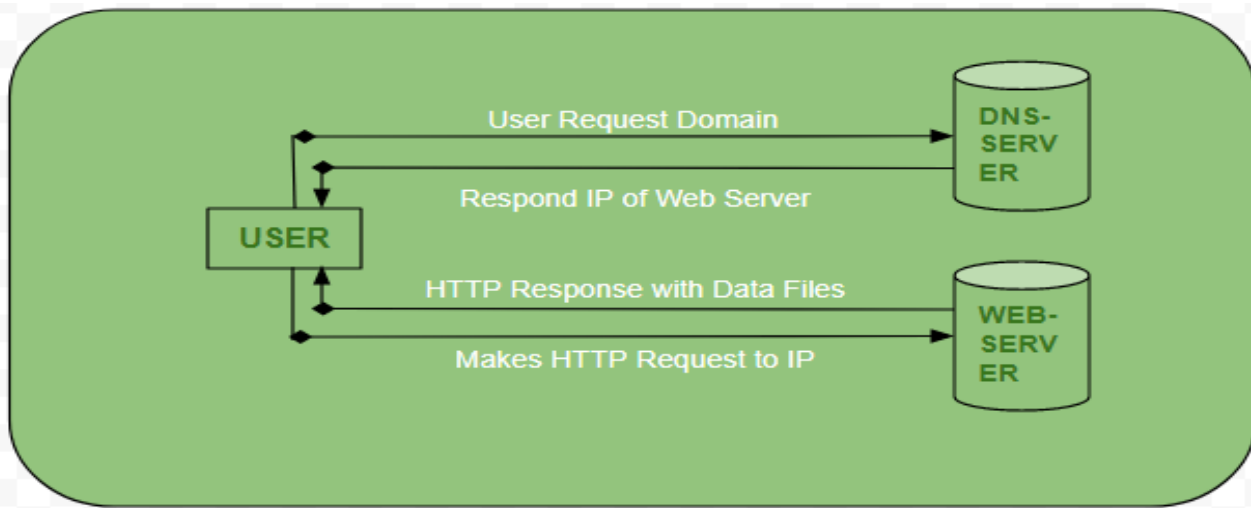 User Request Domain
DNS-
SERV
ER
Respond IP of Web Server
USER
HTTP Response with Data Files
WEB-
SERV
ER
Makes HTTP Request to IP